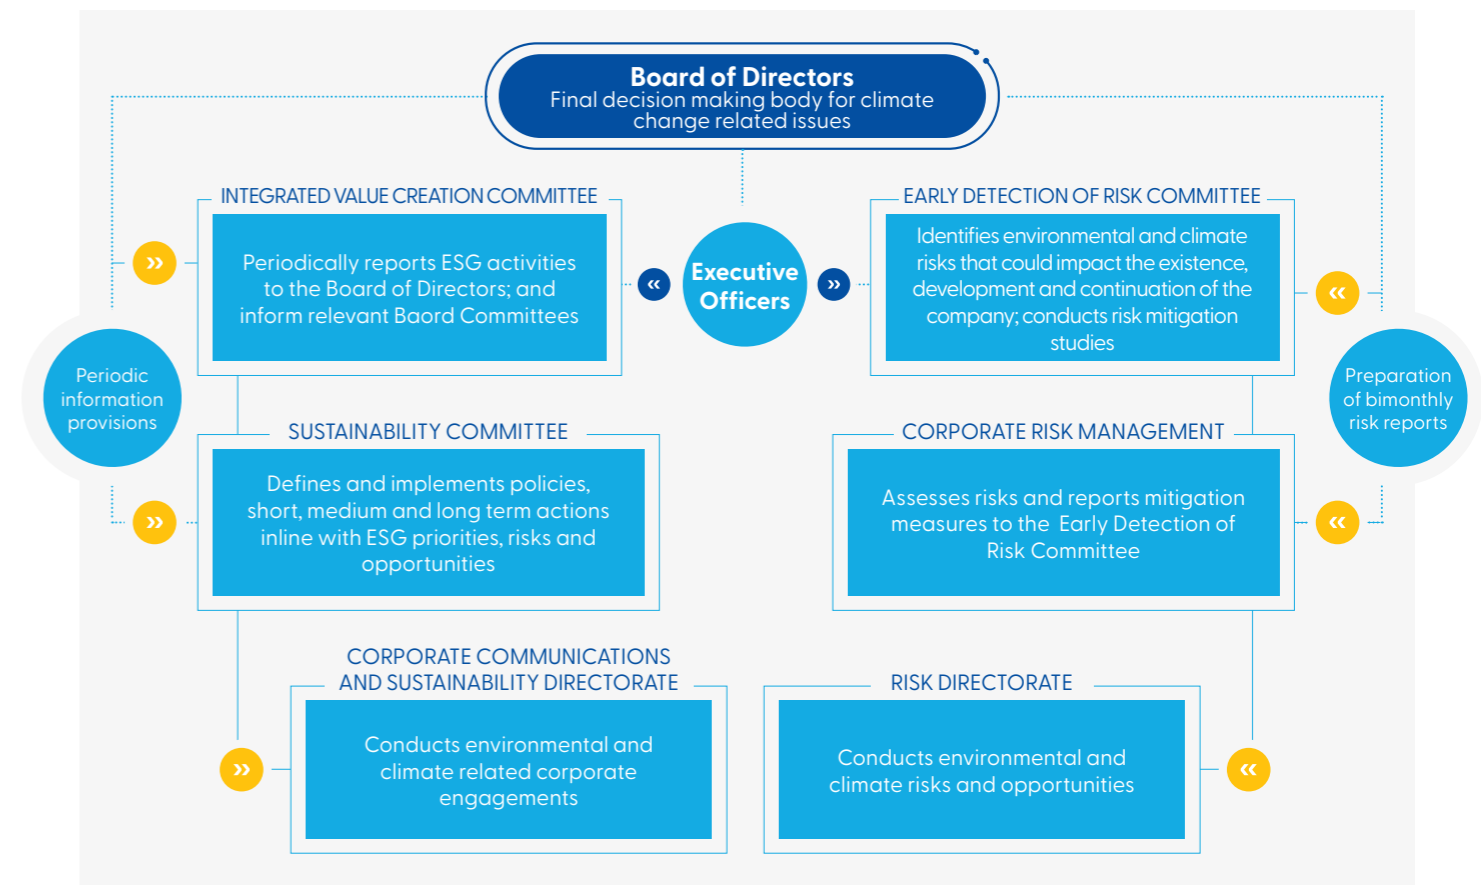 Board of Directors
Final decision making body for climate
change related issues
INTEGRATED VALUE CREATION COMMITTEE
Periodically reports ESG activities
to the Board of Directors; and
inform relevant Baord Committees
Executive
Officers
EARLY DETECTION OF RISK COMMITTEE
Identifies environmental and climate
risks that could impact the existence,
development and continuation of the
company; conducts risk mitigation
studies
Periodic
information
provisions
Preparation
of bimonthly
risk reports
SUSTAINABILITY COMMITTEE
Defines and implements policies,
short, medium and long term actions
inline with ESG priorities, risks and
opportunities
CORPORATE RISK MANAGEMENT
Assesses risks and reports mitigation
measures to the Early Detection of
Risk Committee
CORPORATE COMMUNICATIONS
AND SUSTAINABILITY DIRECTORATE
Conducts environmental and
climate related corporate
engagements
RISK DIRECTORATE
Conducts environmental and
climate risks and opportunities